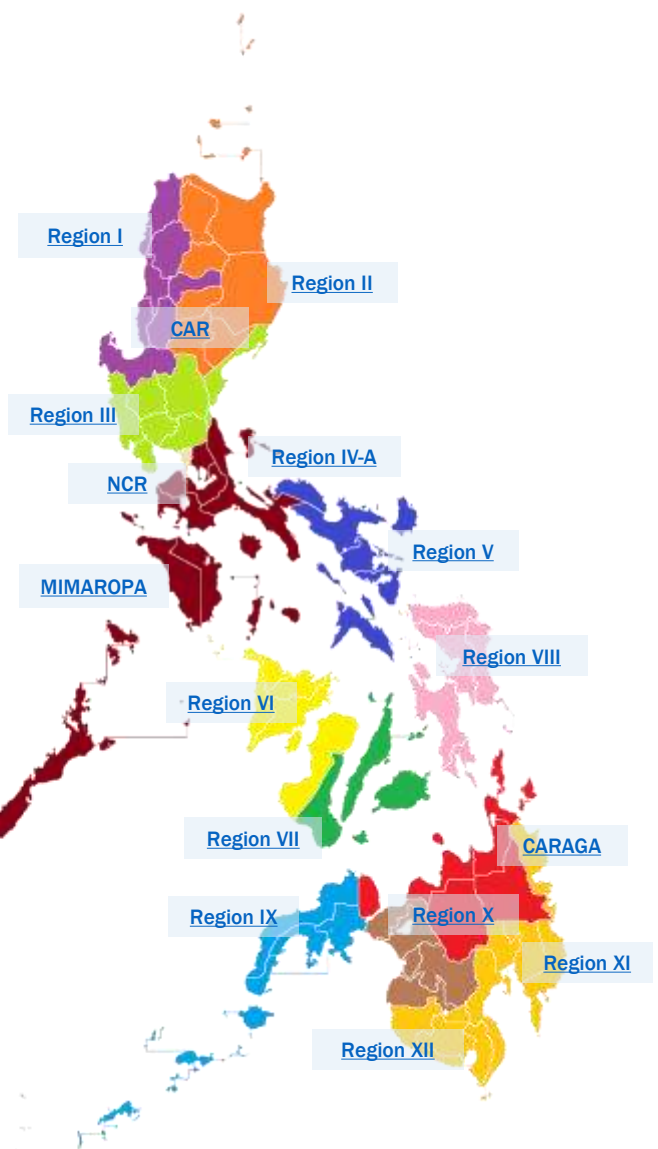 Region I
Region II
CAR
Region III
Region IV-A
NCR
Region V
MIMAROPA
Region VIII
Region VI
Region VII
CARAGA
Region IX
Region X
Region XI
Region XII